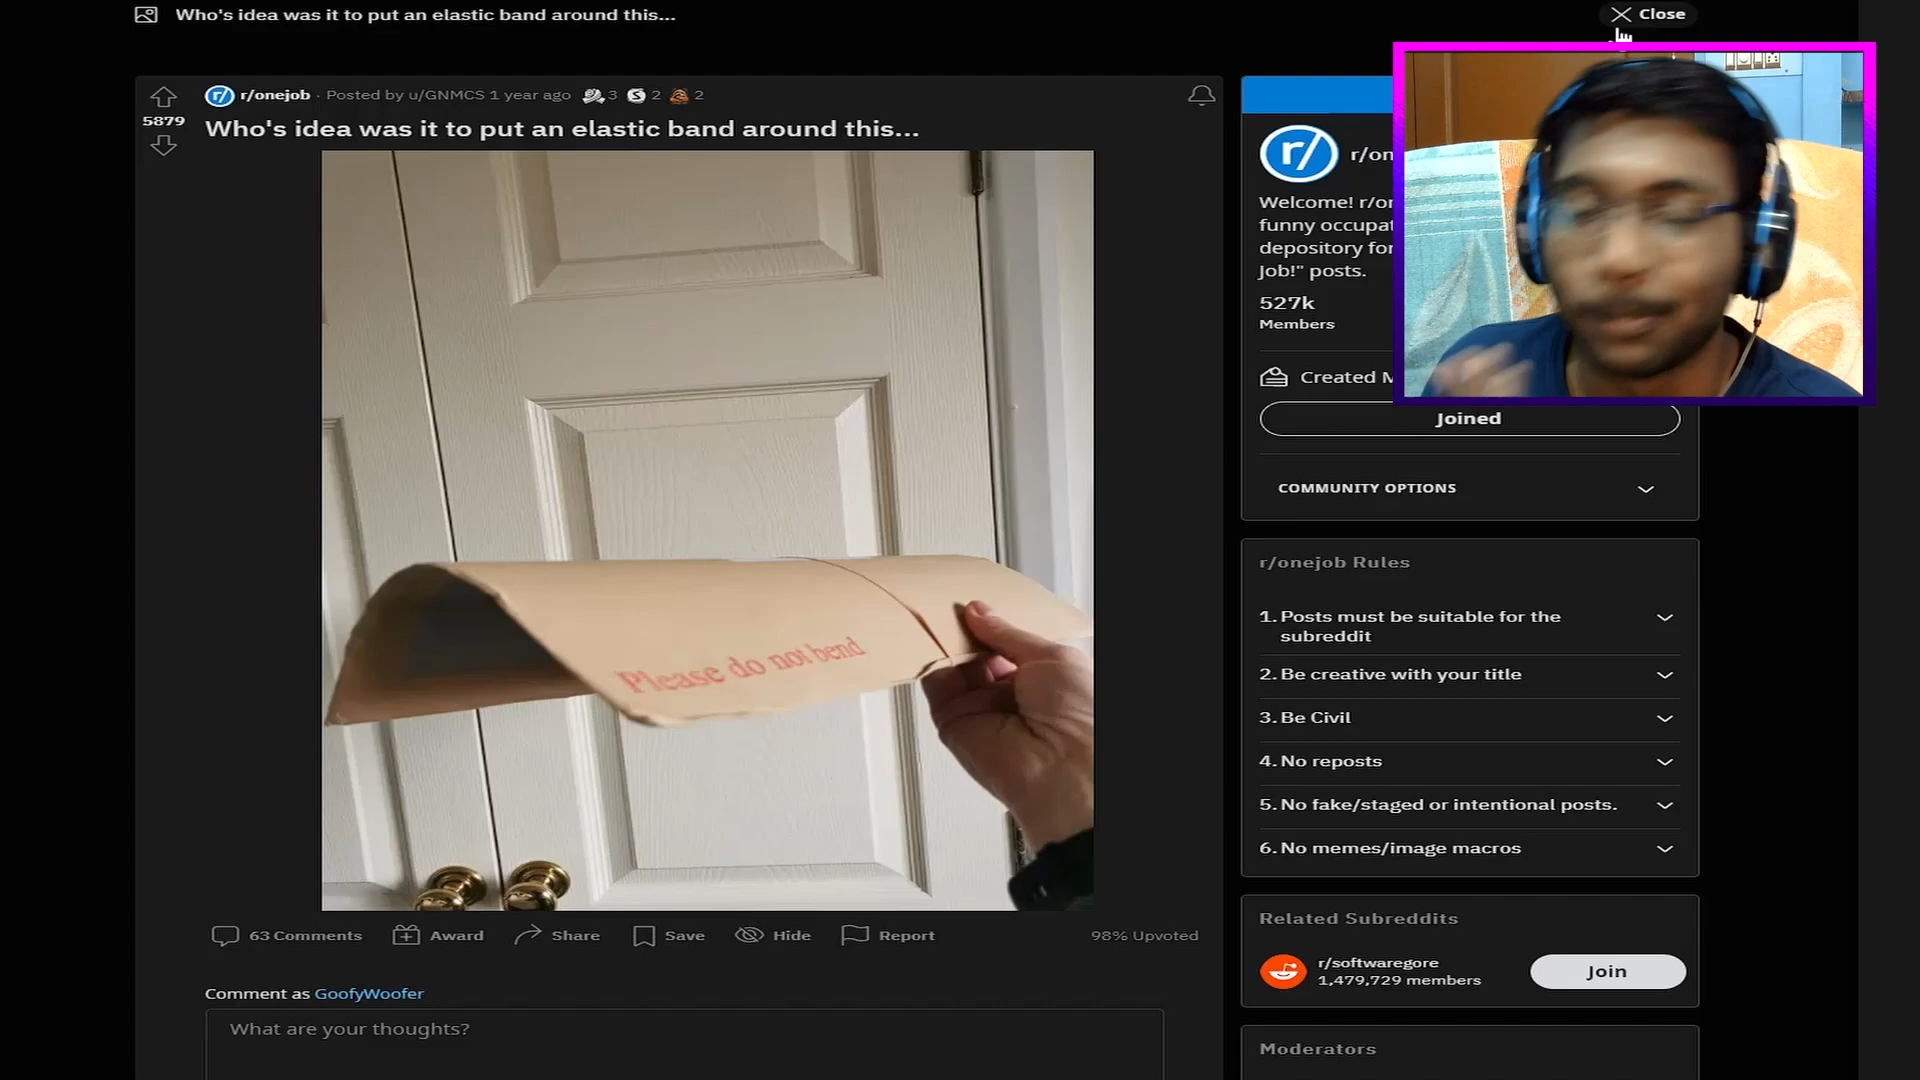 Who's idea was it to put an elastic band around this...
Close
r/onejob · Posted by u/GNMCS 1 year ago 3 2 2
5879
Who's idea was it to put an elastic band around this...
Please do not bend
63 Comments Award Share Save Hide Report 98% Upvoted
Comment as GoofyWoofer
What are your thoughts?
r/
r/on
Welcome! r/on
funny occupat
depository for
Job!" posts.
527k
Members
Created M
Joined
COMMUNITY OPTIONS
r/onejob Rules
1. Posts must be suitable for the
subreddit
2. Be creative with your title
3. Be Civil
4. No reposts
5. No fake/staged or intentional posts.
6. No memes/image macros
Related Subreddits
r/softwaregore
1,479,729 members
Join
Moderators